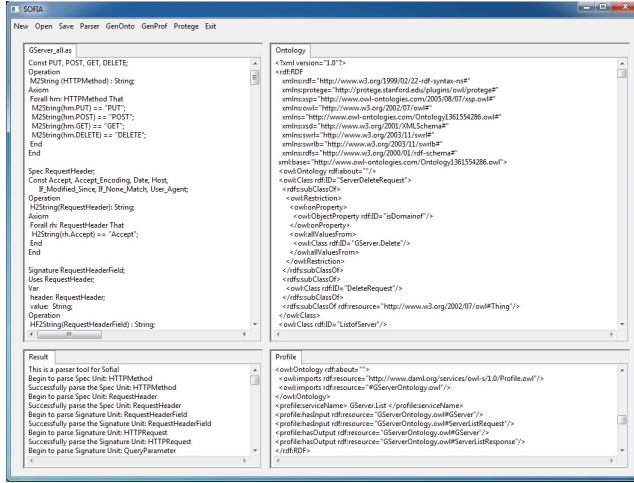 SOFIA
New Open Save Parser GenOnto GenProf Protege Exit
GServer_all.as
Const PUT, POST, GET, DELETE;
Operation
M2String (HTTPMethod) : String;
Axiom
Forall hm: HTTPMethod That
M2String(hm.PUT) == "PUT";
M2String(hm.POST) == "POST";
M2String(hm.GET) == "GET";
M2String(hm.DELETE) == "DELETE";
End
End
Spec RequestHeader;
Const Accept, Accept_Encoding, Date, Host,
If_Modified_Since, If_None_Match, User_Agent;
Operation
H2String(RequestHeader): String;
Axiom
Forall rh: RequestHeader That
H2String(rh.Accept) == "Accept";
End
End
Signature RequestHeaderField;
Uses RequestHeader;
Var
header: RequestHeader;
value: String;
Operation
HF2String(RequestHeaderField) : String;
Ontology
<?xml version="1.0"?>
<rdf:RDF
xmlns:rdf="http://www.w3.org/1999/02/22-rdf-syntax-ns#"
xmlns:protege="http://protege.stanford.edu/plugins/owl/protege#"
xmlns:xsp="http://www.owl-ontologies.com/2005/08/07/xsp.owl#"
xmlns:owl="http://www.w3.org/2002/07/owl#"
xmlns="http://www.owl-ontologies.com/Ontology1361554286.owl#"
xmlns:xsd="http://www.w3.org/2001/XMLSchema#"
xmlns:swrl="http://www.w3.org/2003/11/swrl#"
xmlns:swrlb="http://www.w3.org/2003/11/swrlb#"
xmlns:rdfs="http://www.w3.org/2000/01/rdf-schema#"
xml:base="http://www.owl-ontologies.com/Ontology1361554286.owl">
<owl:Ontology rdf:about=""/>
<owl:Class rdf:ID="ServerDeleteRequest">
<rdfs:subClassOf>
<owl:Restriction>
<owl:onProperty>
<owl:ObjectProperty rdf:ID="isDomainof"/>
</owl:onProperty>
<owl:allValuesFrom>
<owl:Class rdf:ID="GServer.Delete"/>
</owl:allValuesFrom>
</owl:Restriction>
</rdfs:subClassOf>
<rdfs:subClassOf>
<owl:Class rdf:ID="DeleteRequest"/>
</rdfs:subClassOf>
<rdfs:subClassOf rdf:resource="http://www.w3.org/2002/07/owl#Thing"/>
</owl:Class>
<owl:Class rdf:ID="ListofServer"/>
Result
This is a parser tool for Sofia!
Begin to parse Spec Unit: HTTPMethod
Successfully parse the Spec Unit: HTTPMethod
Begin to parse Spec Unit: RequestHeader
Successfully parse the Spec Unit: RequestHeader
Begin to parse Signature Unit: RequestHeaderField
Successfully parse the Signature Unit: RequestHeaderField
Begin to parse Signature Unit: HTTPRequest
Successfully parse the Signature Unit: HTTPRequest
Begin to parse Signature Unit: QueryParameter
Profile
<owl:Ontology rdf:about="">
<owl:imports rdf:resource="http://www.daml.org/services/owl-s/1.0/Profile.owl"/>
<owl:imports rdf:resource="#GServerOntology.owl"/>
</owl:Ontology>
<profile:serviceName> GServer.List </profile:serviceName>
<profile:hasInput rdf:resource="GServerOntology.owl#GServer"/>
<profile:hasInput rdf:resource="GServerOntology.owl#ServerListRequest"/>
<profile:hasOutput rdf:resource="GServerOntology.owl#GServer"/>
<profile:hasOutput rdf:resource="GServerOntology.owl#ServerListResponse"/>
</rdf:RDF>